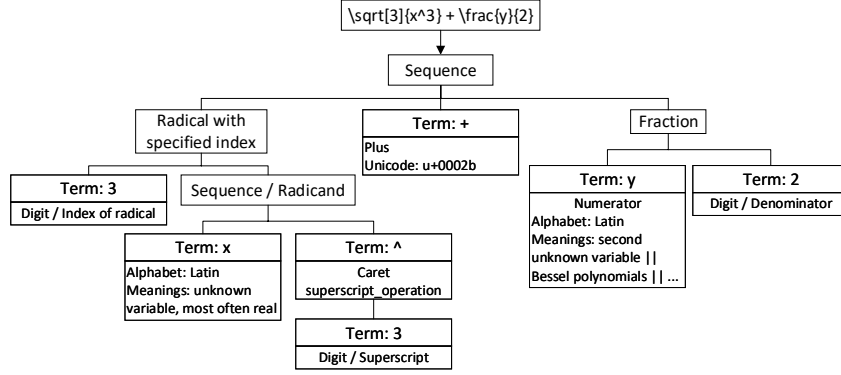 \sqrt[3]{x^3} + \frac{y}{2}
Sequence
Radical with
specified index
Term: +
Plus
Unicode: u+0002b
Fraction
Term: 3
Digit / Index of radical
Sequence / Radicand
Term: y
Numerator
Alphabet: Latin
Meanings: second
unknown variable ||
Bessel polynomials || ...
Term: 2
Digit / Denominator
Term: x
Alphabet: Latin
Meanings: unknown
variable, most often real
Term: ^
Caret
superscript_operation
Term: 3
Digit / Superscript